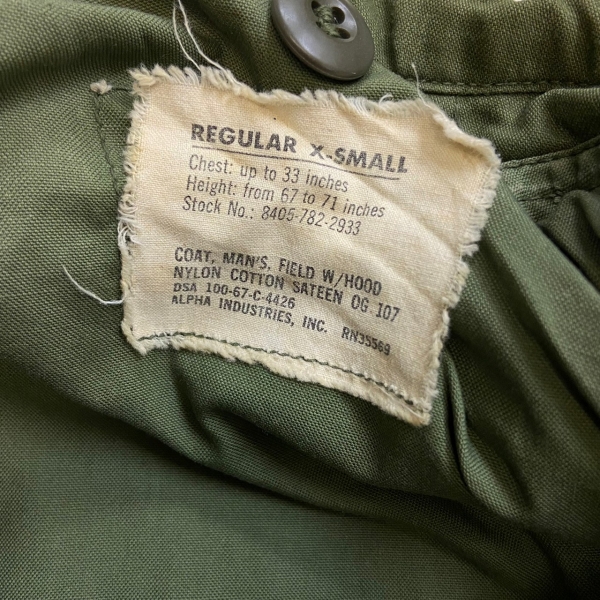 REGULAR X-SMALL
Chest: up to 33 inches
Height: from 67 to 71 inches
Stock No.: 8405-782-2933
COAT, MAN'S, FIELD W/HOOD
NYLON COTTON SATEEN OG 107
DSA 100-67-C-4426
ALPHA INDUSTRIES, INC. RN35569